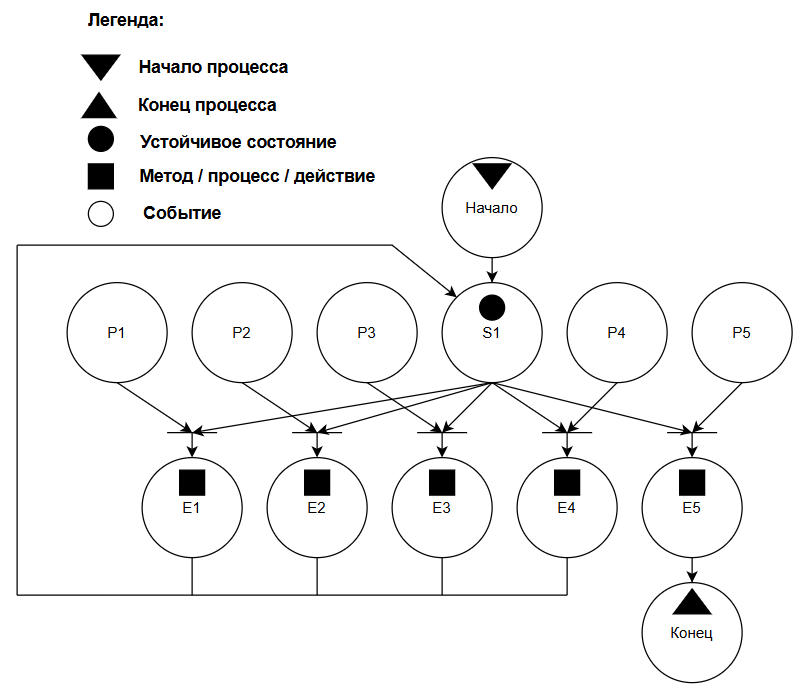 Легенда:
Начало процесса
Конец процесса
Устойчивое состояние
Метод / процесс / действие
Событие
Начало
P1
P2
P3
S1
P4
P5
E1
E2
E3
E4
E5
Конец